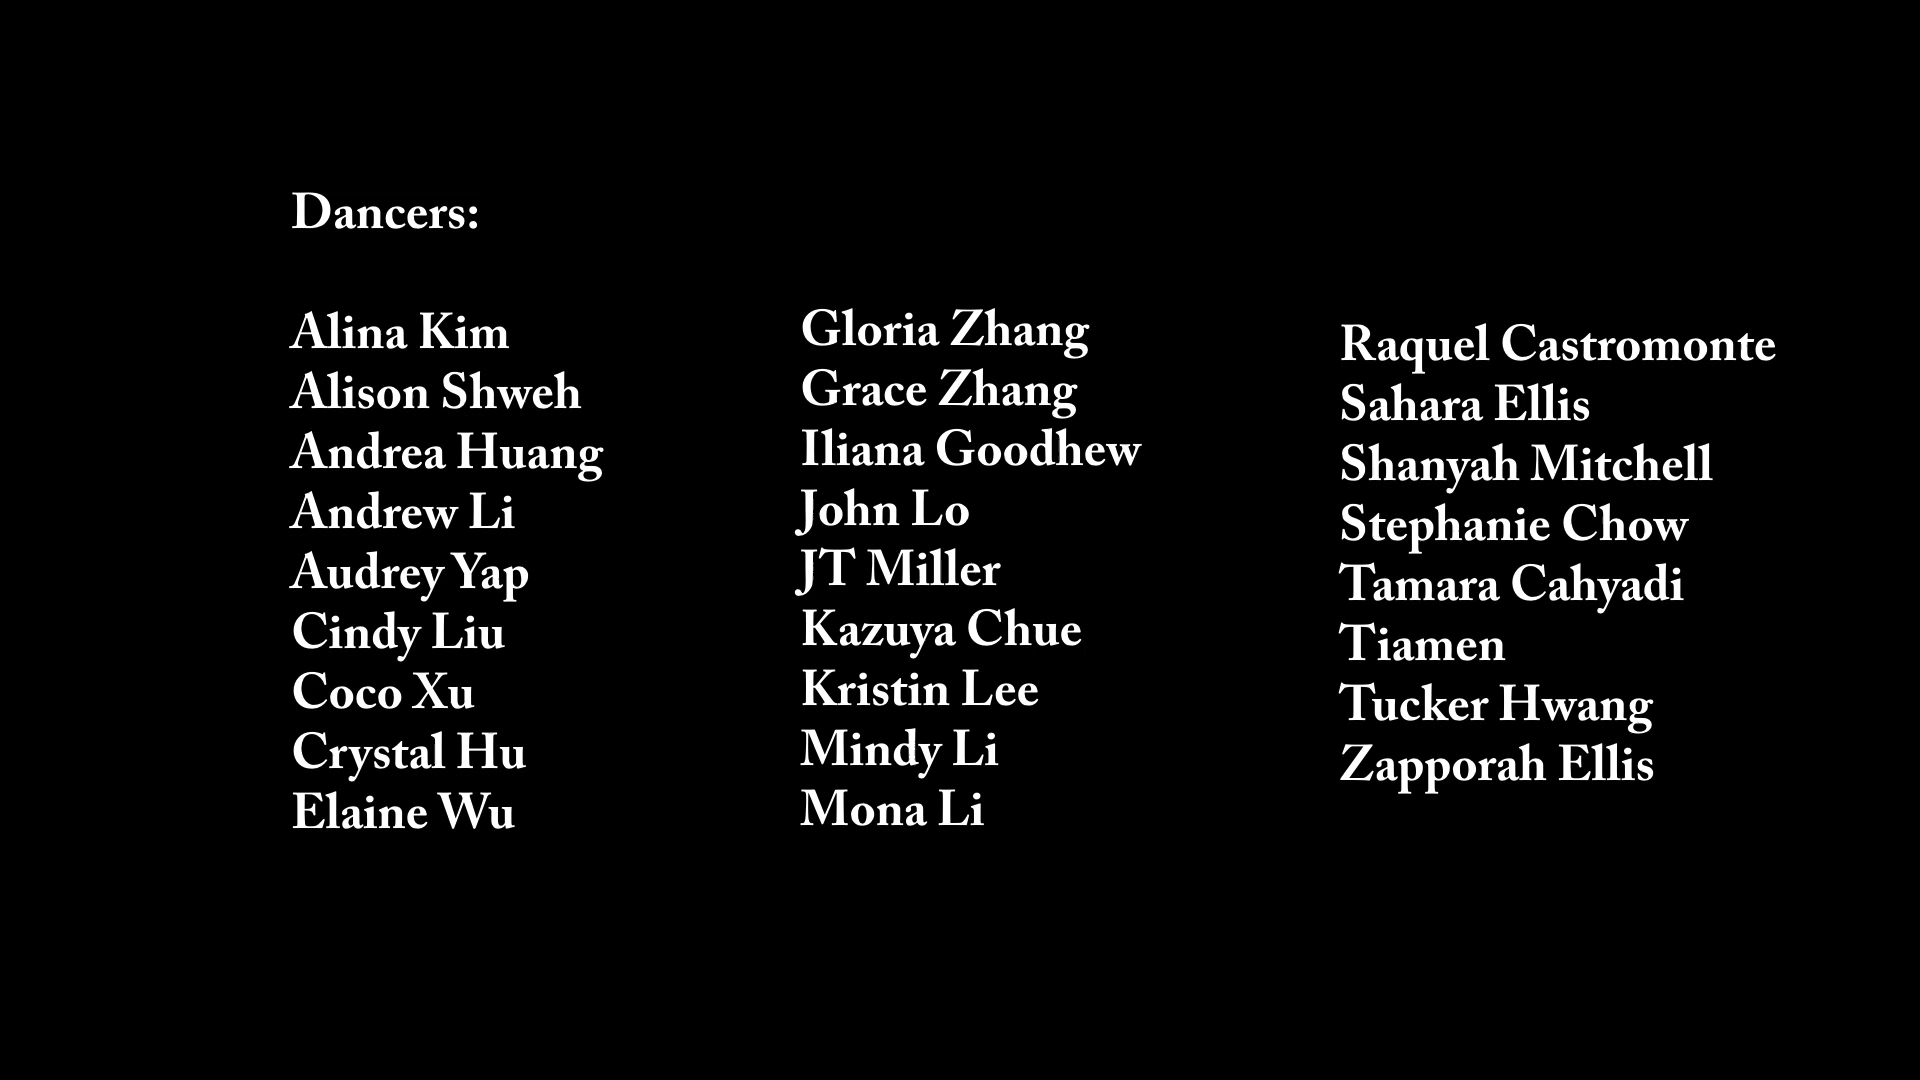 Dancers:
Alina Kim
Alison Shweh
Andrea Huang
Andrew Li
Audrey Yap
Cindy Liu
Coco Xu
Crystal Hu
Elaine Wu
Gloria Zhang
Grace Zhang
Iliana Goodhew
John Lo
JT Miller
Kazuya Chue
Kristin Lee
Mindy Li
Mona Li
Raquel Castromonte
Sahara Ellis
Shanyah Mitchell
Stephanie Chow
Tamara Cahyadi
Tiamen
Tucker Hwang
Zapporah Ellis